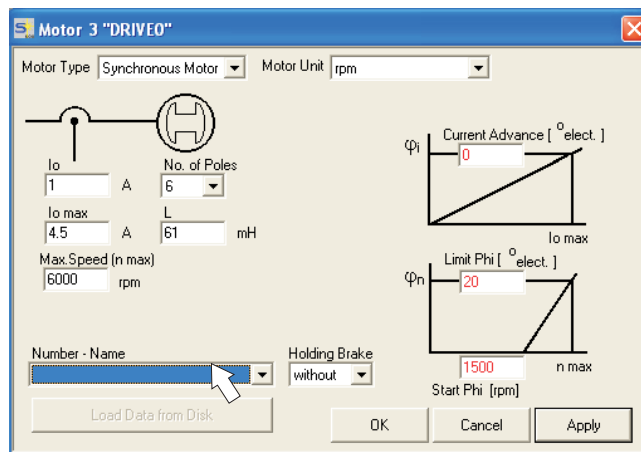 Motor 3 "DRIVE0"
Motor Type Synchronous Motor Motor Unit rpm
Io
1 A
No. of Poles
6
Io max
4.5 A
L
61 mH
Max.Speed (n max)
6000 rpm
φi
Current Advance [ °elect. ]
0
Io max
φn
Limit Phi [ °elect. ]
20
1500 n max
Start Phi [rpm]
Number - Name
Holding Brake
without
Load Data from Disk
OK Cancel Apply